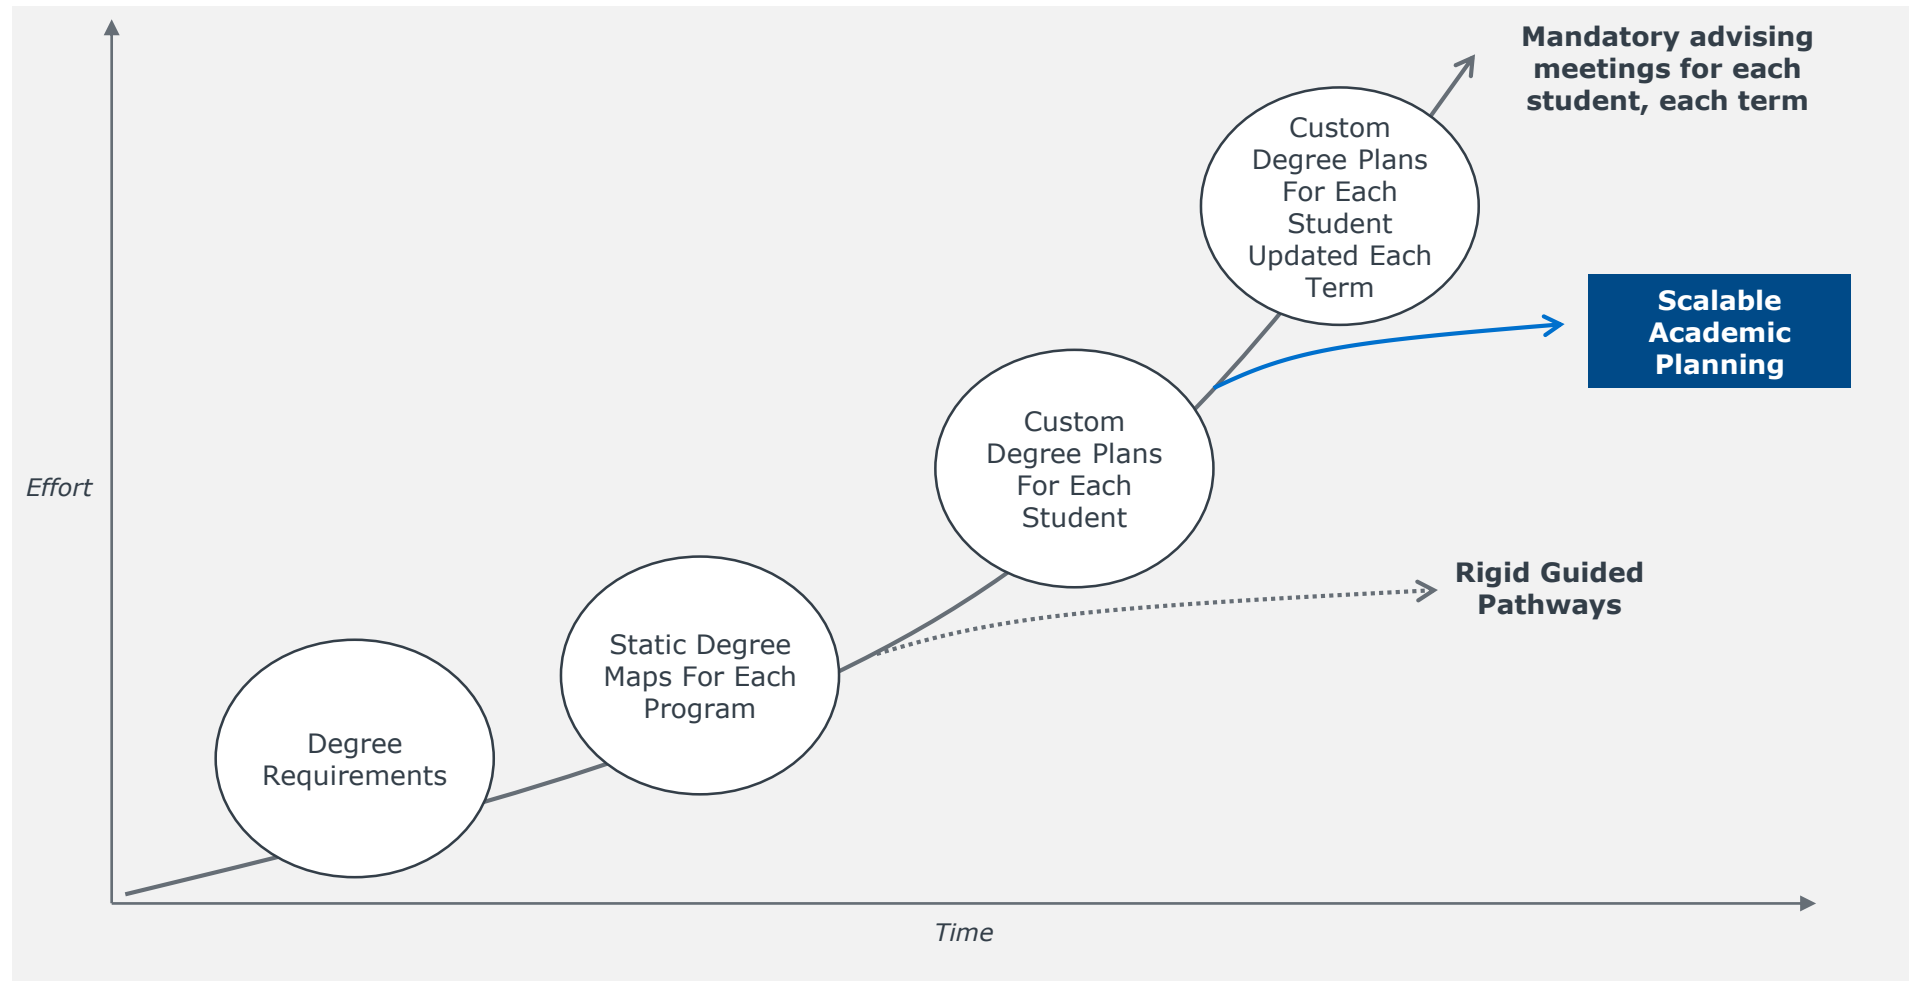 Mandatory advising
meetings for each
student, each term
Custom
Degree Plans
For Each
Student
Updated Each
Term
Scalable
Academic
Planning
Custom
Degree Plans
For Each
Student
Effort
Rigid Guided
Pathways
Static Degree
Maps For Each
Program
Degree
Requirements
Time